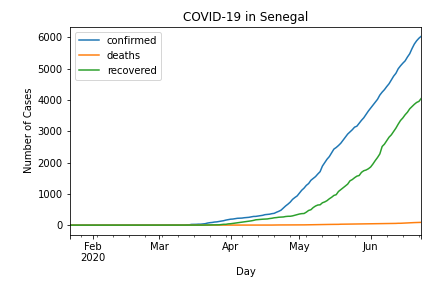 COVID-19 in Senegal
confirmed
deaths
recovered
Number of Cases
6000
5000
4000
3000
2000
1000
0
Feb Mar Apr May Jun
2020
Day